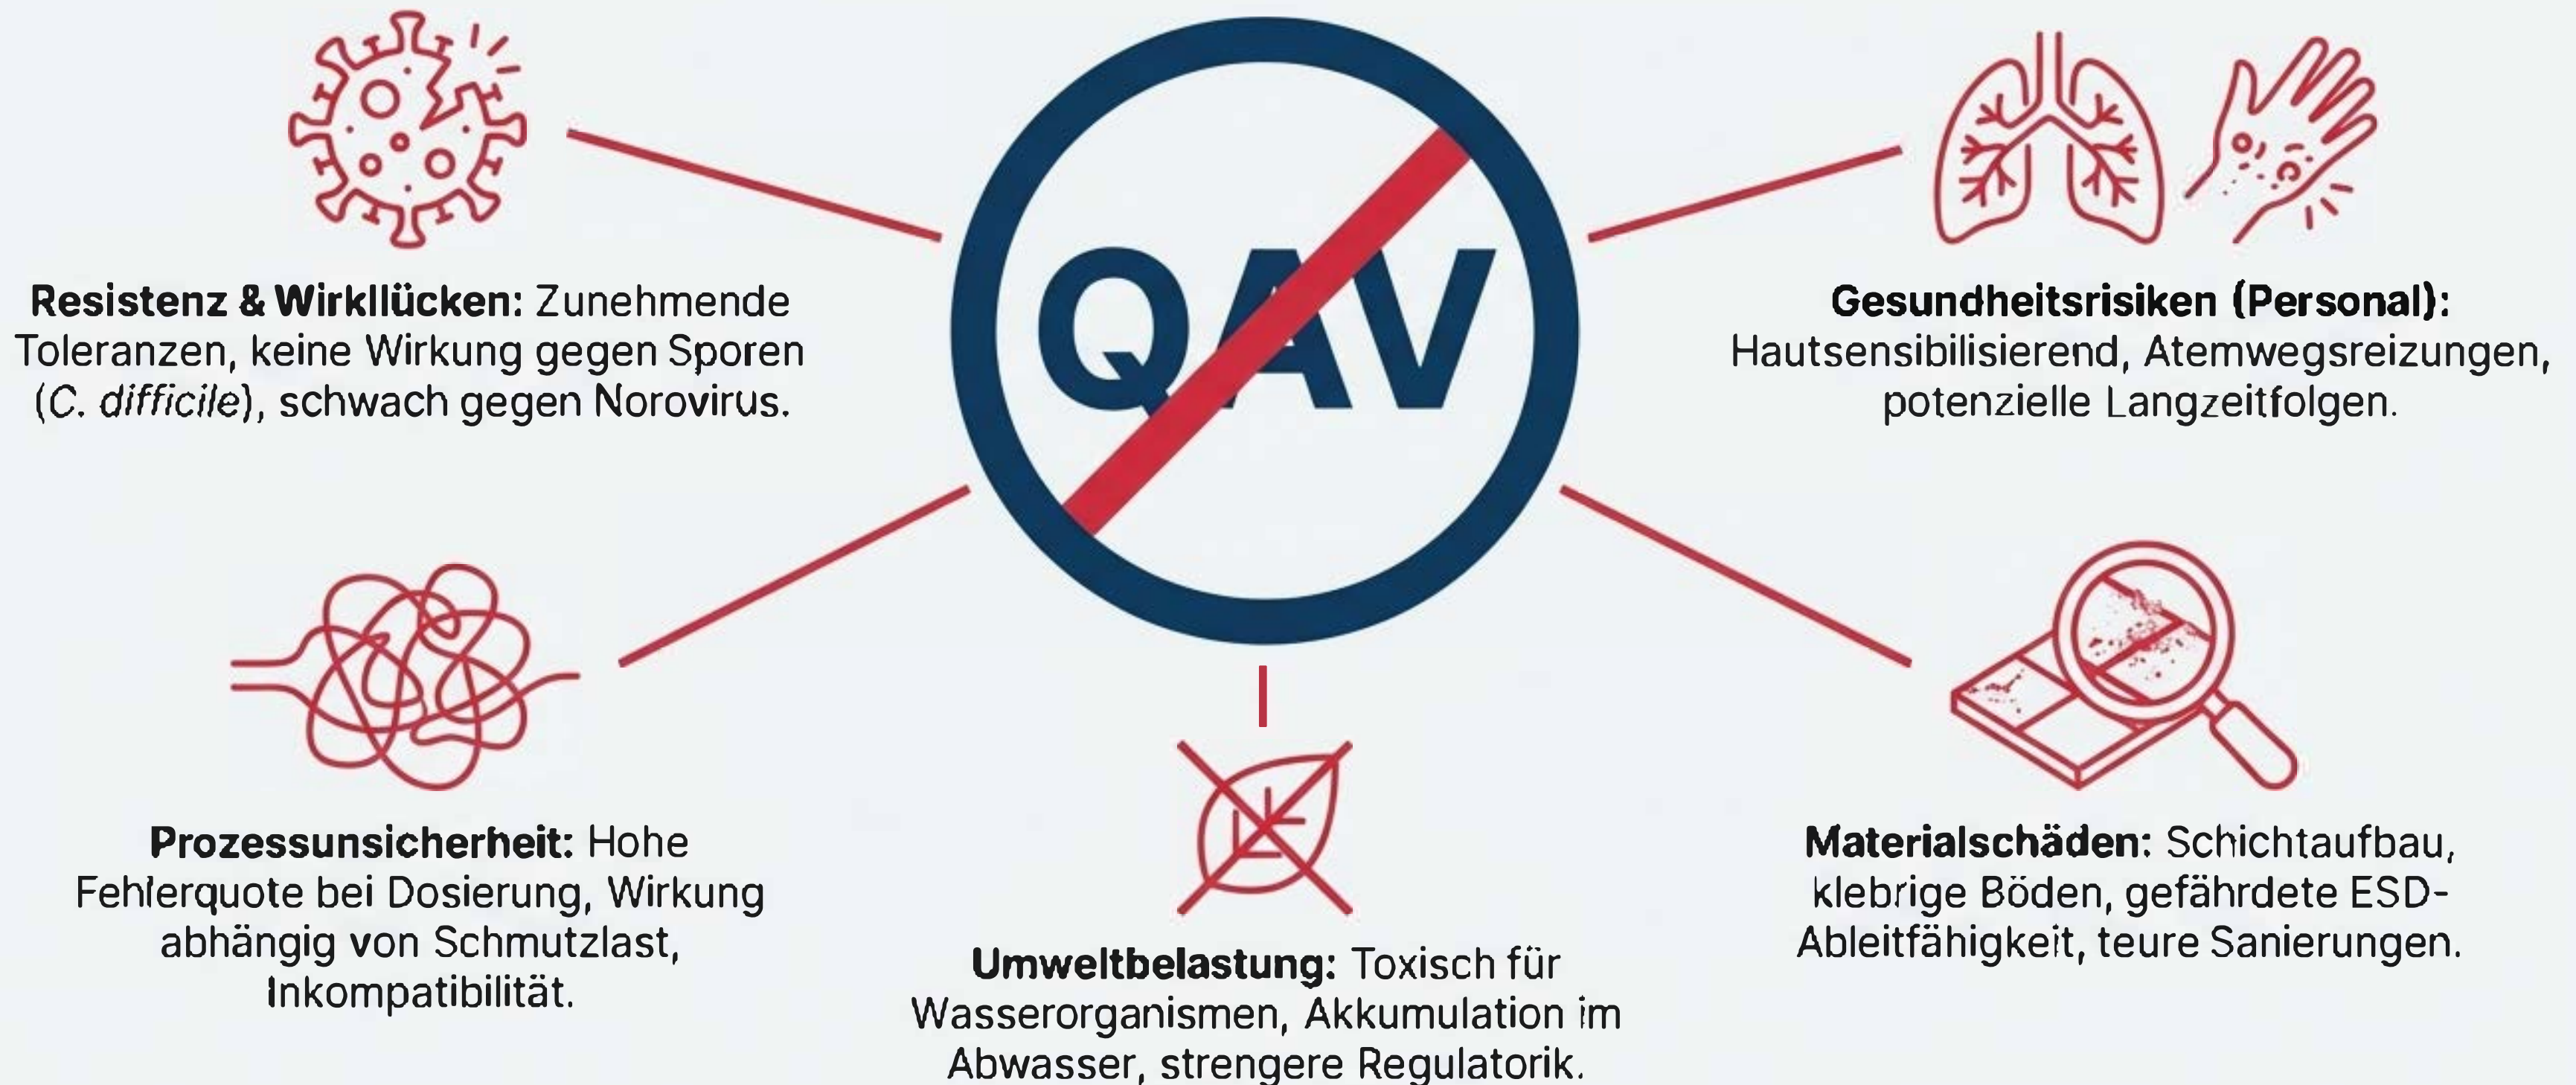 QAV
Resistenz & Wirkllücken: Zunehmende
Toleranzen, keine Wirkung gegen Sporen
(C. difficile), schwach gegen Norovirus.
Gesundheitsrisiken (Personal):
Hautsensibilisierend, Atemwegsreizungen,
potenzielle Langzeitfolgen.
Prozessunsicherheit: Hohe
Fehlerquote bei Dosierung, Wirkung
abhängig von Schmutzlast,
Inkompatibilität.
Umweltbelastung: Toxisch für
Wasserorganismen, Akkumulation im
Abwasser, strengere Regulatorik.
Materialschäden: Schichtaufbau,
klebrige Böden, gefährdete ESD-
Ableitfähigkeit, teure Sanierungen.